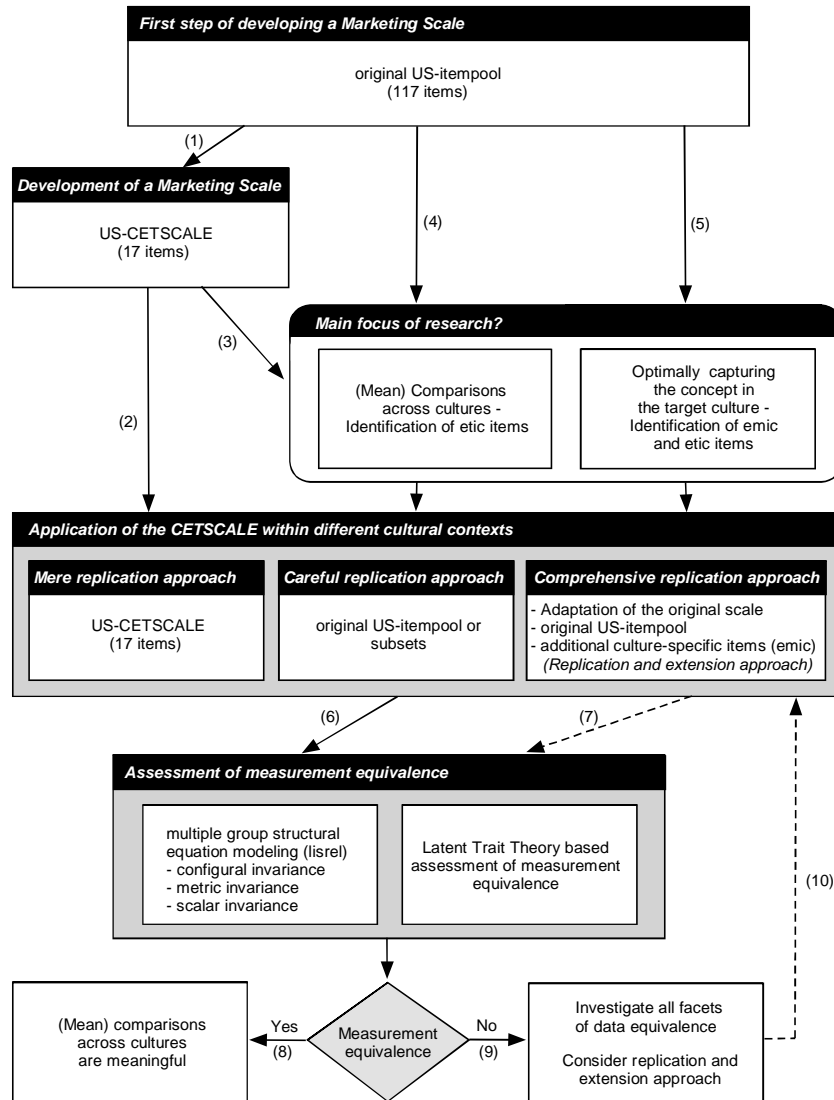 First step of developing a Marketing Scale
original US-itempool
(117 items)
(1)
Development of a Marketing Scale
US-CETSCALE
(17 items)
(4)
(5)
(3)
(2)
Main focus of research?
(Mean) Comparisons
across cultures -
Identification of etic items
Optimally capturing
the concept in
the target culture -
Identification of emic
and etic items
Application of the CETSCALE within different cultural contexts
Mere replication approach
US-CETSCALE
(17 items)
Careful replication approach
original US-itempool or
subsets
Comprehensive replication approach
- Adaptation of the original scale
- original US-itempool
- additional culture-specific items (emic)
(Replication and extension approach)
(6)
(7)
Assessment of measurement equivalence
multiple group structural
equation modeling (lisrel)
- configural invariance
- metric invariance
- scalar invariance
Latent Trait Theory based
assessment of measurement
equivalence
(10)
(Mean) comparisons
across cultures
are meaningful
Yes
(8)
Measurement
equivalence
No
(9)
Investigate all facets
of data equivalence
Consider replication and
extension approach